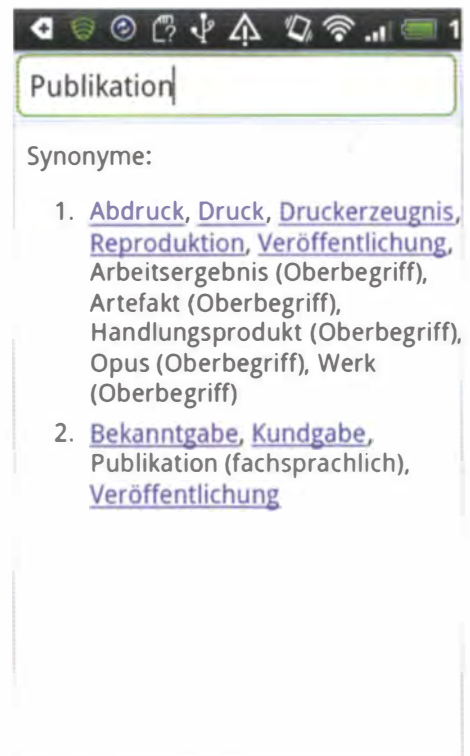 1
Publikation
Synonyme:
1. Abdruck, Druck, Druckerzeugnis,
Reproduktion, Veröffentlichung,
Arbeitsergebnis (Oberbegriff),
Artefakt (Oberbegriff),
Handlungsprodukt (Oberbegriff),
Opus (Oberbegriff), Werk
(Oberbegriff)
2. Bekanntgabe, Kundgabe,
Publikation (fachsprachlich),
Veröffentlichung